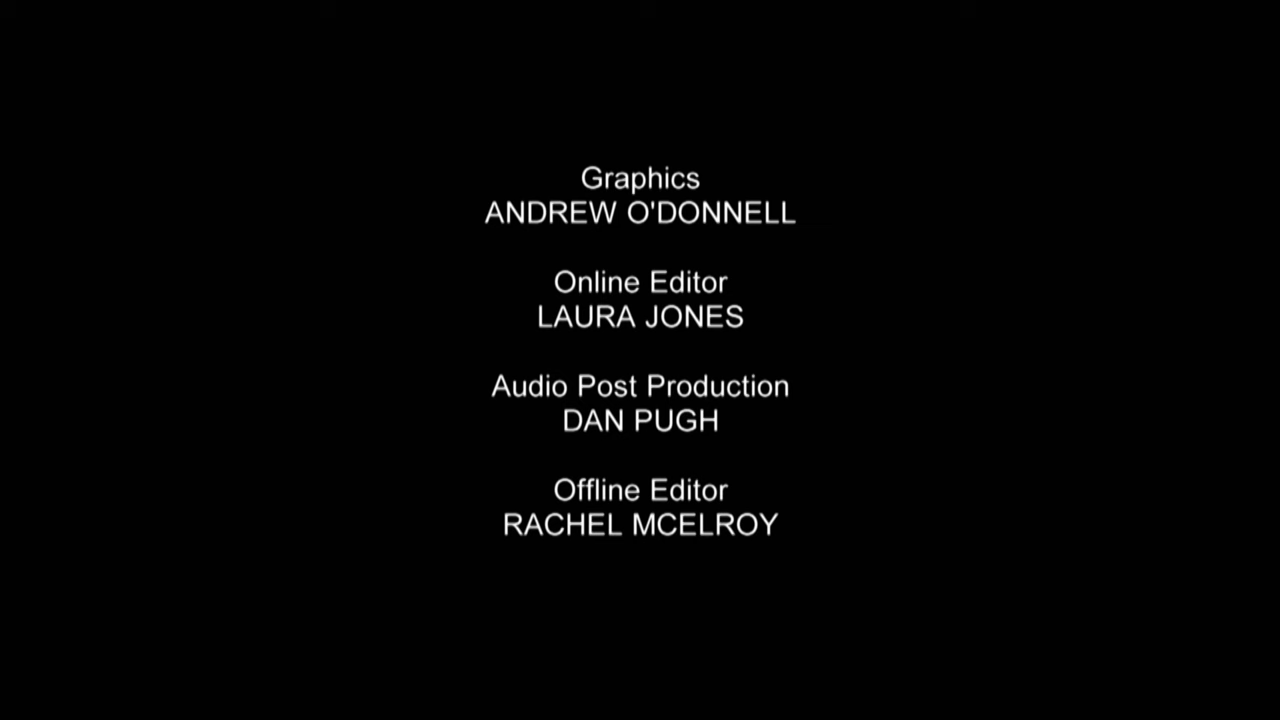 Graphics
ANDREW O'DONNELL
Online Editor
LAURA JONES
Audio Post Production
DAN PUGH
Offline Editor
RACHEL MCELROY